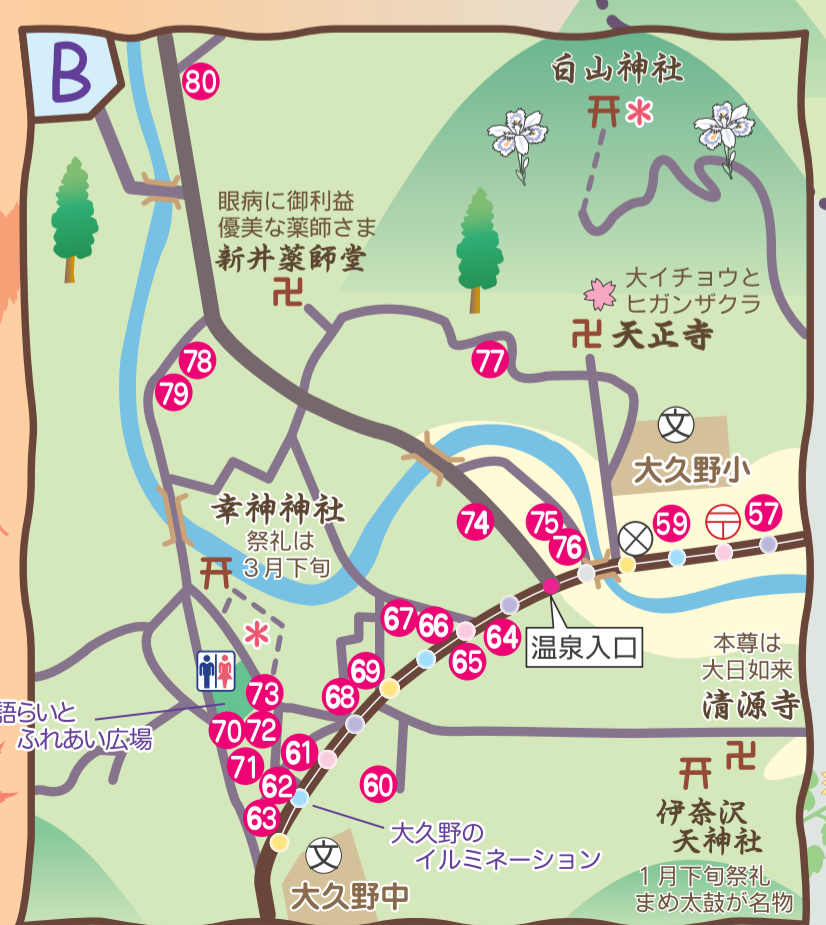 B
80
白山神社
眼病に御利益
優美な薬師さま
新井薬師堂
卍
大イチョウと
ヒガンザクラ
卍 天正寺
78
79
77
文
大久野小
幸神神社
祭礼は
3月下旬
74
75
76
59
〒
57
67
66
64
65
温泉入口
69
68
本尊は
大日如来
清源寺
卍
73
70
72
71
61
62
63
60
語らいと
ふれあい広場
大久野の
イルミネーション
文
大久野中
伊奈沢
天神社
1月下旬祭礼
まめ太鼓が名物